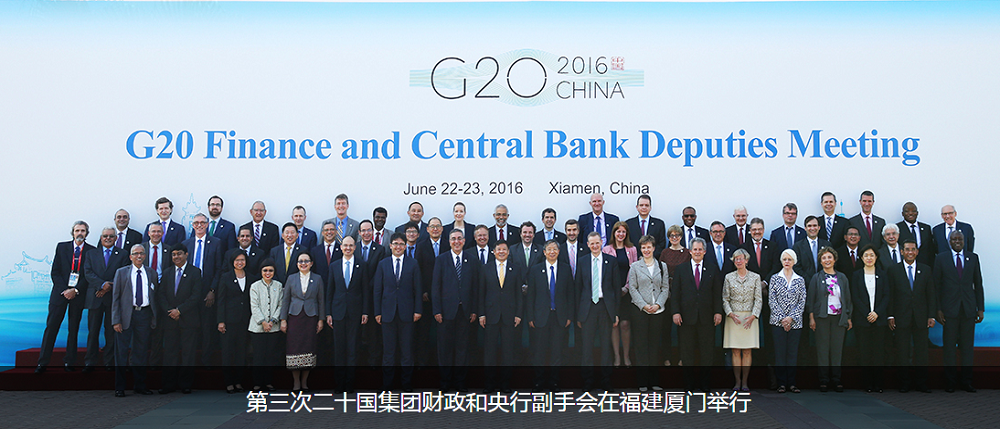 G20 2016
CHINA
G20 Finance and Central Bank Deputies Meeting
June 22-23, 2016 Xiamen, China
第三次二十国集团财政和央行副手会在福建厦门举行